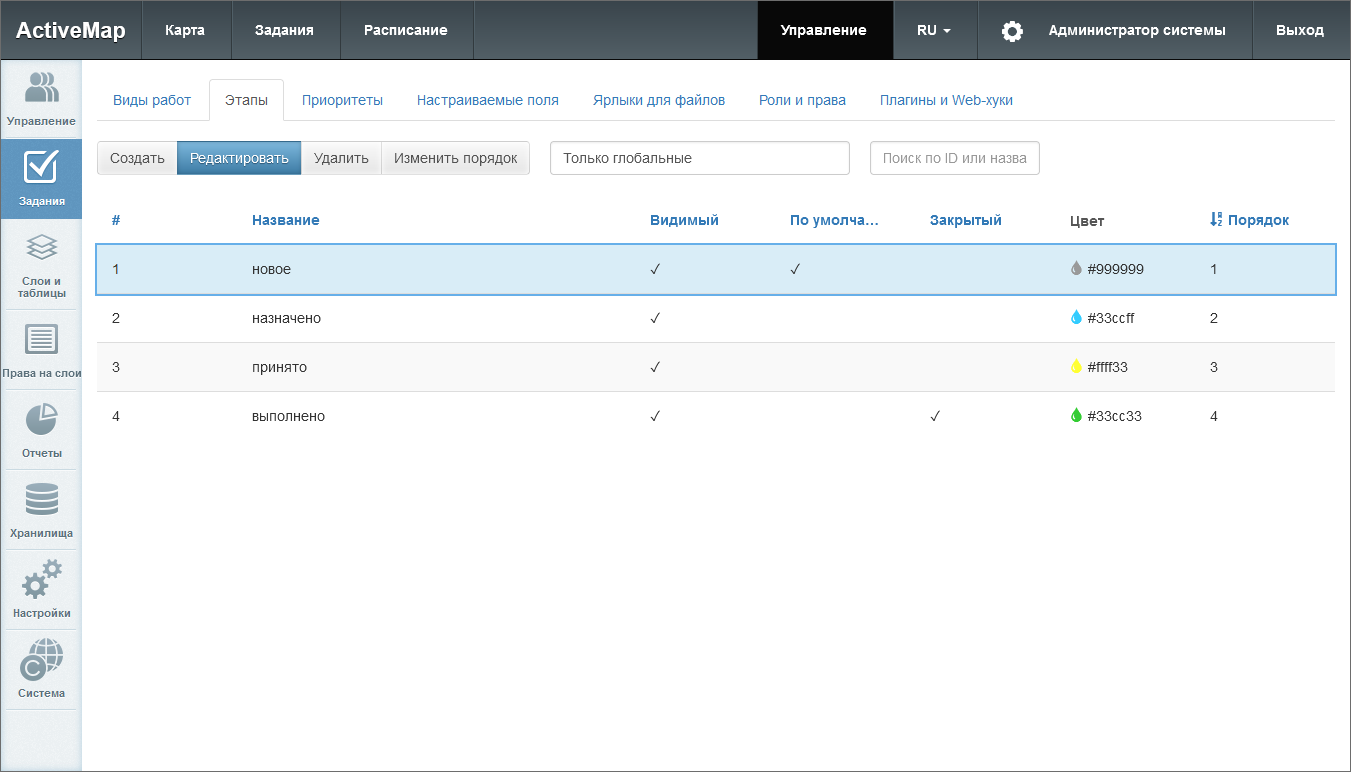 ActiveMap Карта Задания Расписание Управление RU Администратор системы Выход
Управление
Задания
Слои и
таблицы
Права на слои
Отчеты
Хранилища
Настройки
Система
Виды работ Этапы Приоритеты Настраиваемые поля Ярлыки для файлов Роли и права Плагины и Web-хуки
Создать Редактировать Удалить Изменить порядок Только глобальные Поиск по ID или назва
# Название Видимый По умолча... Закрытый Цвет Порядок
1 новое ✓ ✓ #999999 1
2 назначено ✓ #33ccff 2
3 принято ✓ #ffff33 3
4 выполнено ✓ ✓ #33cc33 4